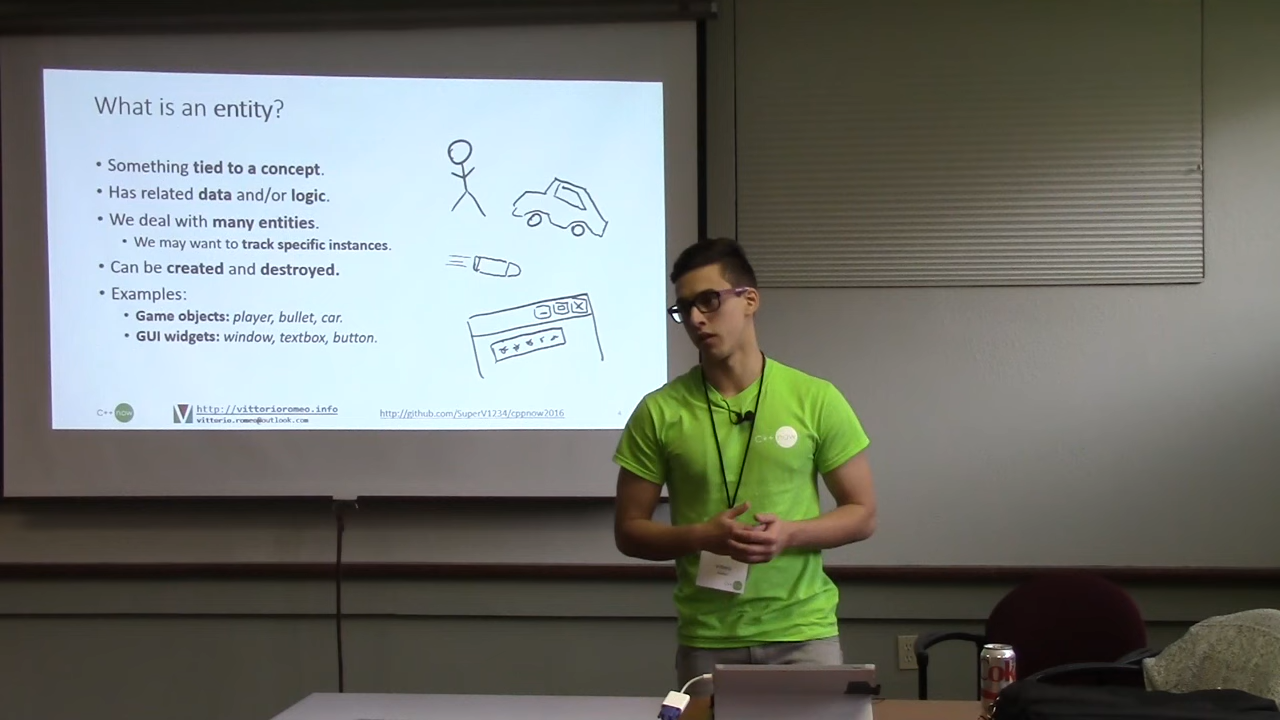 What is an entity?
• Something tied to a concept.
• Has related data and/or logic.
• We deal with many entities.
• We may want to track specific instances.
• Can be created and destroyed.
• Examples:
• Game objects: player, bullet, car.
• GUI widgets: window, textbox, button.
C++ now
http://vittorioromeo.info
vittorio.romeo@outlook.com
http://github.com/SuperV1234/cppnow2016
C++ now